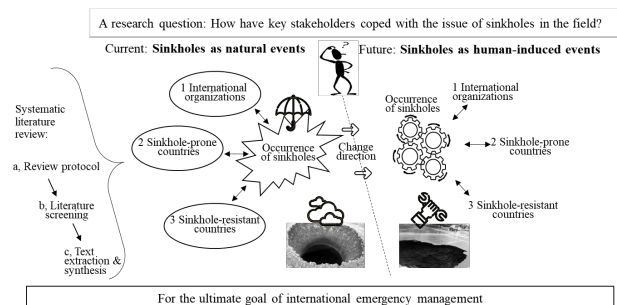 A research question: How have key stakeholders coped with the issue of sinkholes in the field?
Current: Sinkholes as natural events
?
Future: Sinkholes as human-induced events
Systematic
literature
review:
a, Review protocol
b, Literature
screening
c, Text
extraction &
synthesis
1 International
organizations
2 Sinkhole-prone
countries
3 Sinkhole-resistant
countries
Occurrence
of sinkholes
Change
direction
Occurrence
of sinkholes
1 International
organizations
2 Sinkhole-prone
countries
3 Sinkhole-resistant
countries
For the ultimate goal of international emergency management